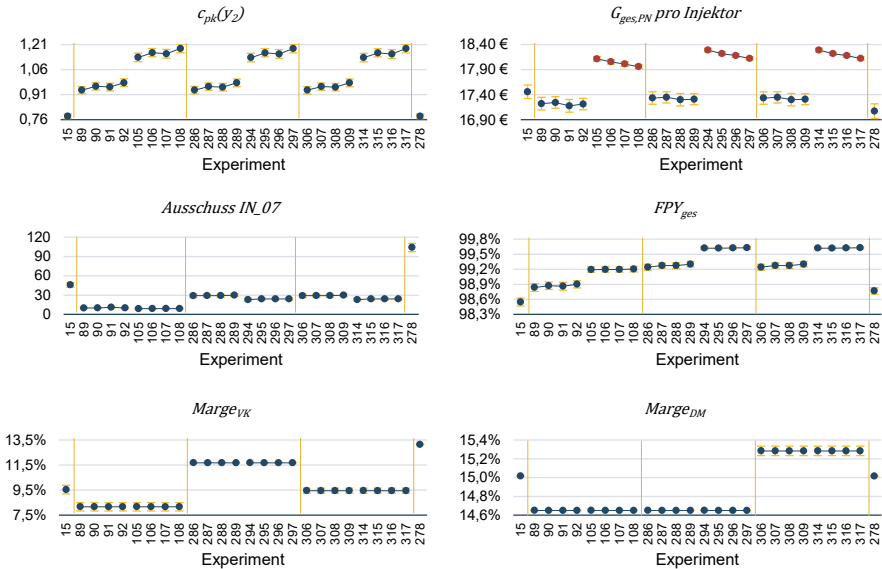 c_pk(y_2)
1,21
1,06
0,91
0,76
15 89 90 91 92 105 106 107 108 286 287 288 289 294 295 296 297 306 307 308 309 314 315 316 317 278
Experiment
G_ges,PN pro Injektor
18,40 €
17,90 €
17,40 €
16,90 €
15 89 90 91 92 105 106 107 108 286 287 288 289 294 295 296 297 306 307 308 309 314 315 316 317 278
Experiment
Ausschuss IN_07
120
90
60
30
0
15 89 90 91 92 105 106 107 108 286 287 288 289 294 295 296 297 306 307 308 309 314 315 316 317 278
Experiment
FPY_ges
99,8%
99,5%
99,2%
98,9%
98,6%
98,3%
15 89 90 91 92 105 106 107 108 286 287 288 289 294 295 296 297 306 307 308 309 314 315 316 317 278
Experiment
Marge_VK
13,5%
11,5%
9,5%
7,5%
15 89 90 91 92 105 106 107 108 286 287 288 289 294 295 296 297 306 307 308 309 314 315 316 317 278
Experiment
Marge_DM
15,4%
15,2%
15,0%
14,8%
14,6%
15 89 90 91 92 105 106 107 108 286 287 288 289 294 295 296 297 306 307 308 309 314 315 316 317 278
Experiment